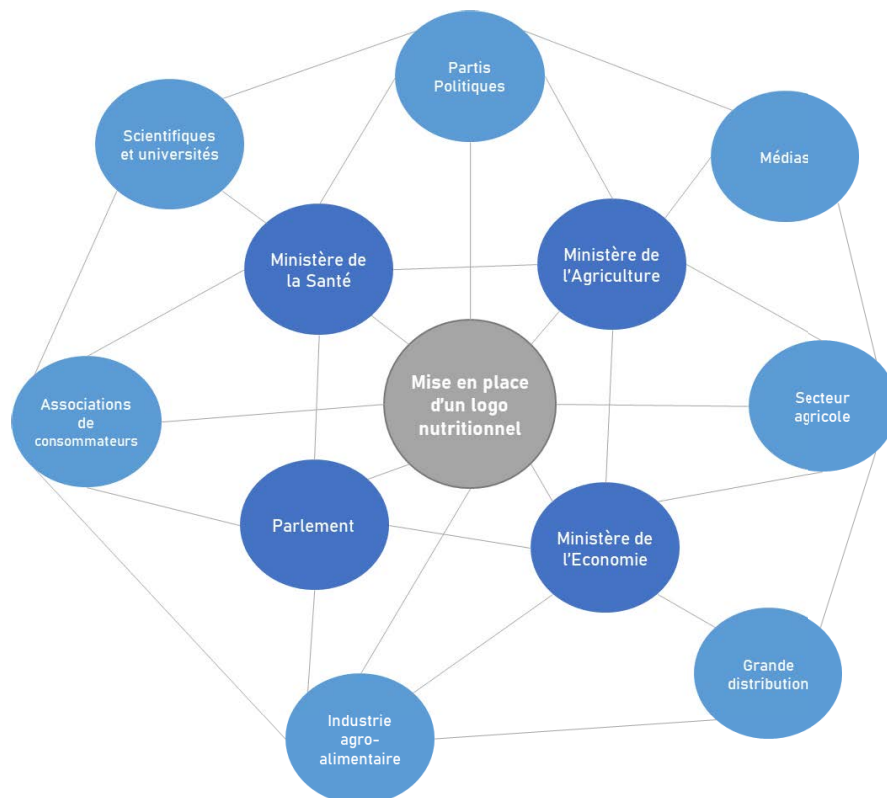 Partis
Politiques
Scientifiques
et universités
Médias
Ministère de
la Santé
Ministère de
l'Agriculture
Mise en place
d'un logo
nutritionnel
Associations
de
consommateurs
Secteur
agricole
Parlement
Ministère de
l'Economie
Grande
distribution
Industrie
agro-
alimentaire